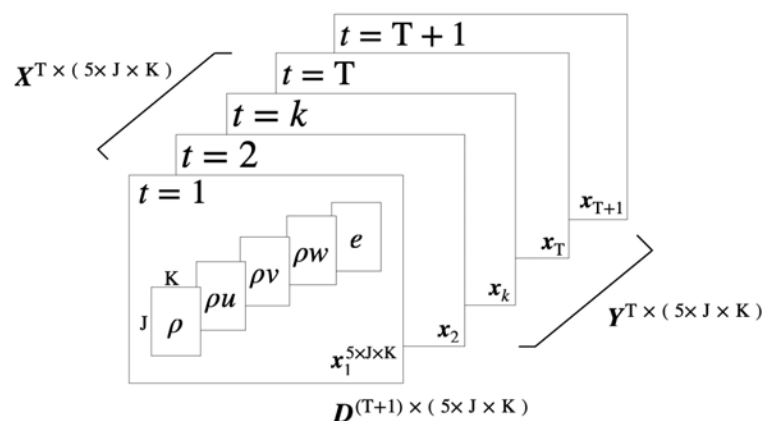 t = T + 1
X^{T × ( 5× J × K )}
t = T
t = k
t = 2
t = 1
x_{T+1}
e
ρw
ρv
x_T
K
ρu
x_k
J
ρ
Y^{T × ( 5× J × K )}
x_2
x_1^{5×J×K}
D^{(T+1) × ( 5× J × K )}